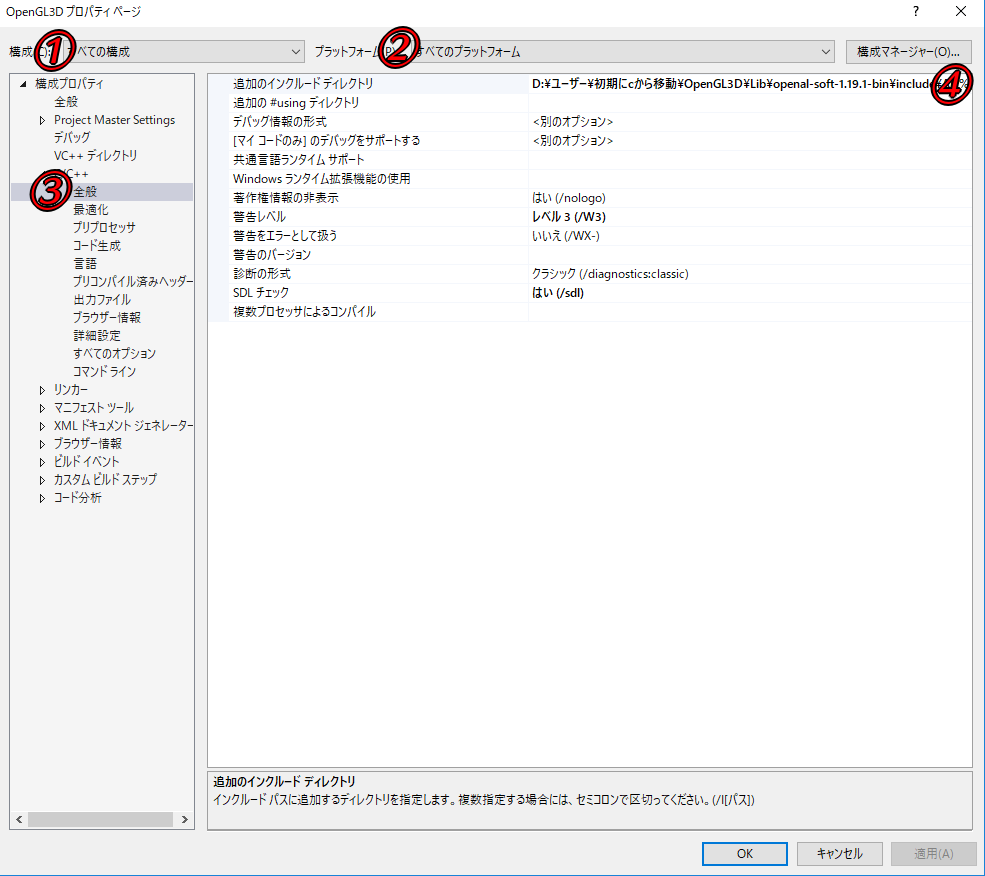 OpenGL3D プロパティ ページ
?
① 構成(C): すべての構成 ② プラットフォーム(P): すべてのプラットフォーム 構成マネージャー(O)...
構成プロパティ
全般
Project Master Settings
デバッグ
VC++ ディレクトリ
C/C++
③ 全般
最適化
プリプロセッサ
コード生成
言語
プリコンパイル済みヘッダー
出力ファイル
ブラウザー情報
詳細設定
すべてのオプション
コマンド ライン
リンカー
マニフェスト ツール
XML ドキュメント ジェネレーター
ブラウザー情報
ビルド イベント
カスタム ビルド ステップ
コード分析
追加のインクルード ディレクトリ D:¥ユーザー¥初期にcから移動¥OpenGL3D¥Lib¥openal-soft-1.19.1-bin¥include ④
追加の #using ディレクトリ
デバッグ情報の形式 <別のオプション>
[マイ コードのみ] のデバッグをサポートする <別のオプション>
共通言語ランタイム サポート
Windows ランタイム拡張機能の使用
著作権情報の非表示 はい (/nologo)
警告レベル レベル 3 (/W3)
警告をエラーとして扱う いいえ (/WX-)
警告のバージョン
診断の形式 クラシック (/diagnostics:classic)
SDL チェック はい (/sdl)
複数プロセッサによるコンパイル
追加のインクルード ディレクトリ
インクルード パスに追加するディレクトリを指定します。複数指定する場合には、セミコロンで区切ってください。(/I[パス])
OK キャンセル 適用(A)